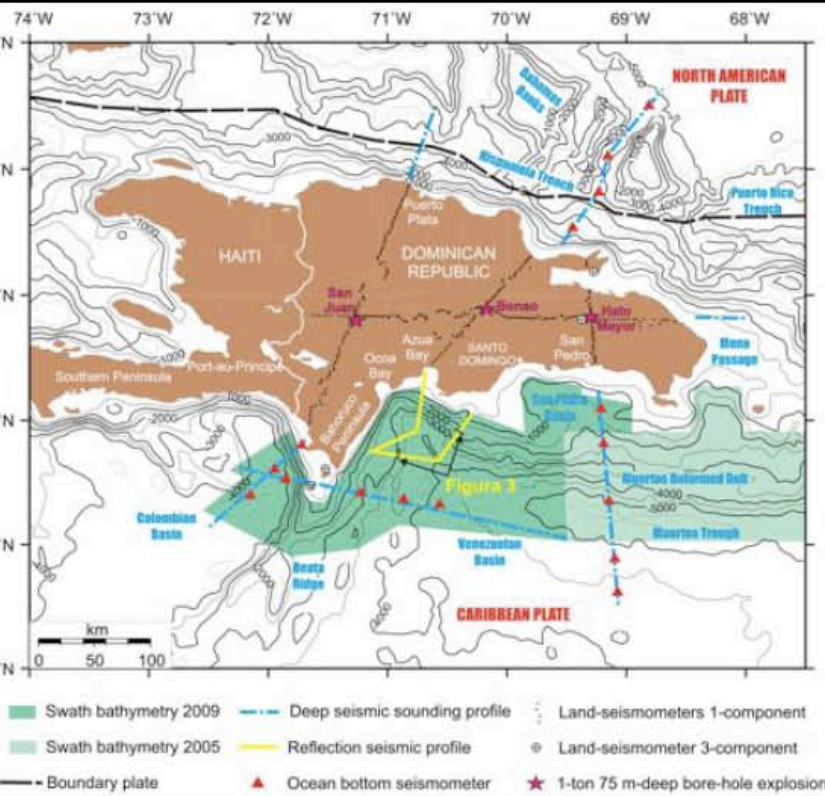 74°W 73°W 72°W 71°W 70°W 69°W 68°W
NORTH AMERICAN
PLATE
Bahamas
Banks
Hispaniola Trench
Puerto Rico
Trench
Puerto
Plata
HAITI
DOMINICAN
REPUBLIC
San
Juan
Bonao
Hato
Mayor
Mona
Passage
Azua
Bay
SANTO
DOMINGO
San
Pedro
Ocoa
Bay
Port-au-Principe
Southern Peninsula
Bahoruco
Peninsula
San Pedro
Basin
Figura 3
Muertos Deformed Belt
Muertos Trough
Colombian
Basin
Venezuelan
Basin
Beata
Ridge
CARIBBEAN PLATE
km
0 50 100
Swath bathymetry 2009
Deep seismic sounding profile
Land-seismometers 1-component
Swath bathymetry 2005
Reflection seismic profile
Land-seismometer 3-component
Boundary plate
Ocean bottom seismometer
1-ton 75 m-deep bore-hole explosion